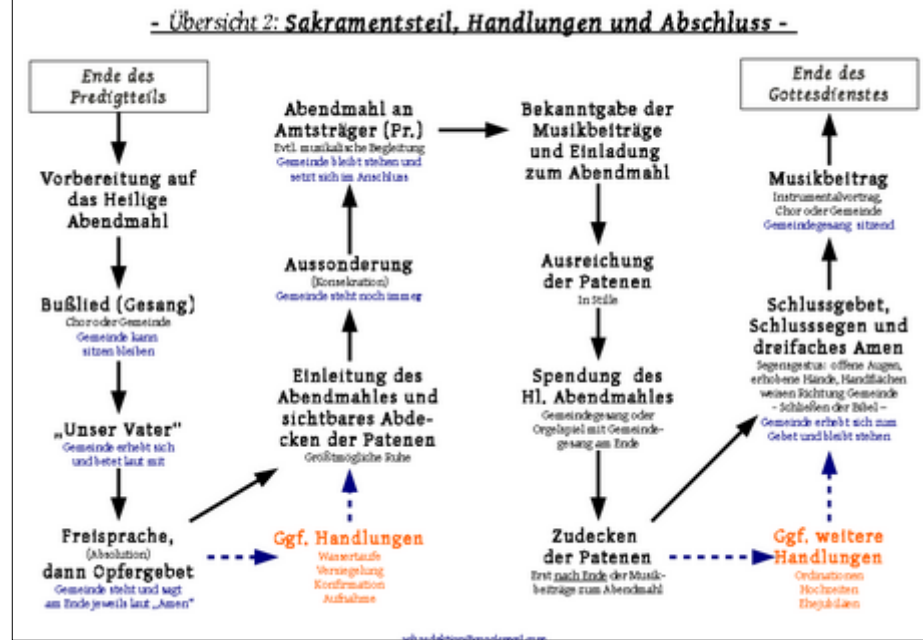 - Übersicht 2: Sakramentsteil, Handlungen und Abschluss -
Ende des
Predigtteils
Vorbereitung auf
das Heilige
Abendmahl
Bußlied (Gesang)
Chor oder Gemeinde
Gemeinde kann
sitzen bleiben
„Unser Vater“
Gemeinde erhebt sich
und betet laut mit
Freisprache,
(Absolution)
dann Opfergebet
Gemeinde steht und sagt
am Ende jeweils laut „Amen“
Abendmahl an
Amtsträger (Pr.)
Evtl. musikalische Begleitung
Gemeinde bleibt stehen und
setzt sich im Anschluss
Aussonderung
(Konsekration)
Gemeinde steht noch immer
Einleitung des
Abendmahles und
sichtbares Abde-
cken der Patenen
Größtmögliche Ruhe
Ggf. Handlungen
Wassertaufe
Versiegelung
Konfirmation
Aufnahme
Bekanntgabe der
Musikbeiträge
und Einladung
zum Abendmahl
Ausreichung
der Patenen
In Stille
Spendung des
Hl. Abendmahles
Gemeindegesang oder
Orgelspiel mit Gemeinde-
gesang am Ende
Zudecken
der Patenen
Erst nach Ende der Musik-
beiträge zum Abendmahl
Ende des
Gottesdienstes
Musikbeitrag
Instrumentalvortrag,
Chor oder Gemeinde
Gemeindegesang sitzend
Schlussgebet,
Schlusssegen und
dreifaches Amen
Segensgestus: offene Augen,
erhobene Hände, Handflächen
weisen Richtung Gemeinde
- Schließen der Bibel -
Gemeinde erhebt sich zum
Gebet und bleibt stehen
Ggf. weitere
Handlungen
Ordinationen
Hochzeiten
Ehejubiläen